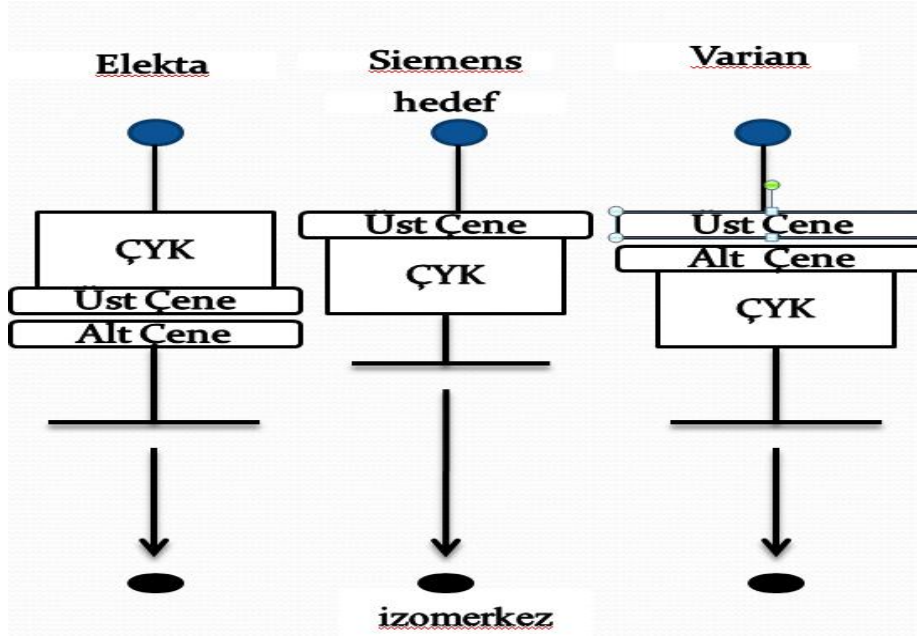 Elekta
Siemens
Varian
hedef
ÇYK
Üst Çene
Alt Çene
Üst Çene
ÇYK
Üst Çene
Alt Çene
ÇYK
izomerkez